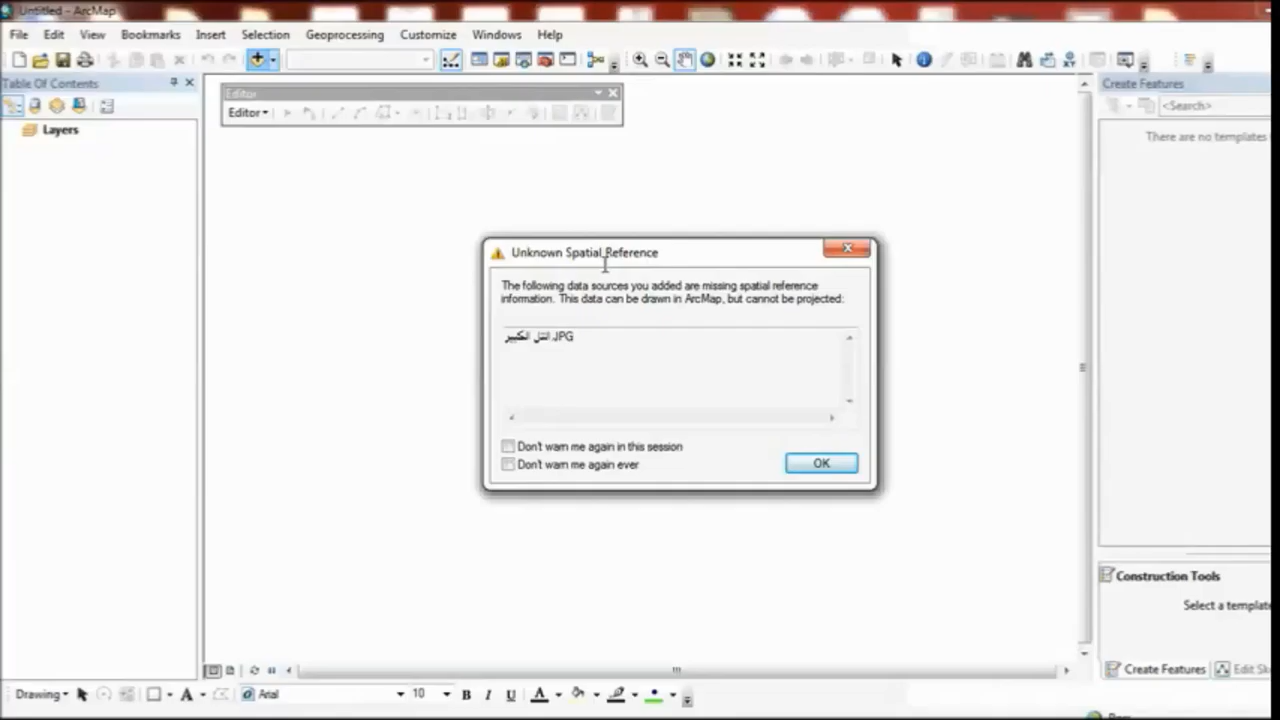 Untitled - ArcMap
File Edit View Bookmarks Insert Selection Geoprocessing Customize Windows Help
Table Of Contents
Layers
Editor
Editor
Create Features
<Search>
There are no templates
Unknown Spatial Reference
The following data sources you added are missing spatial reference
information. This data can be drawn in ArcMap, but cannot be projected:
التل الكبير.JPG
Don't warn me again in this session
Don't warn me again ever
OK
Construction Tools
Select a template
Create Features
Edit Sk
Drawing
A
Arial
10
B I U A